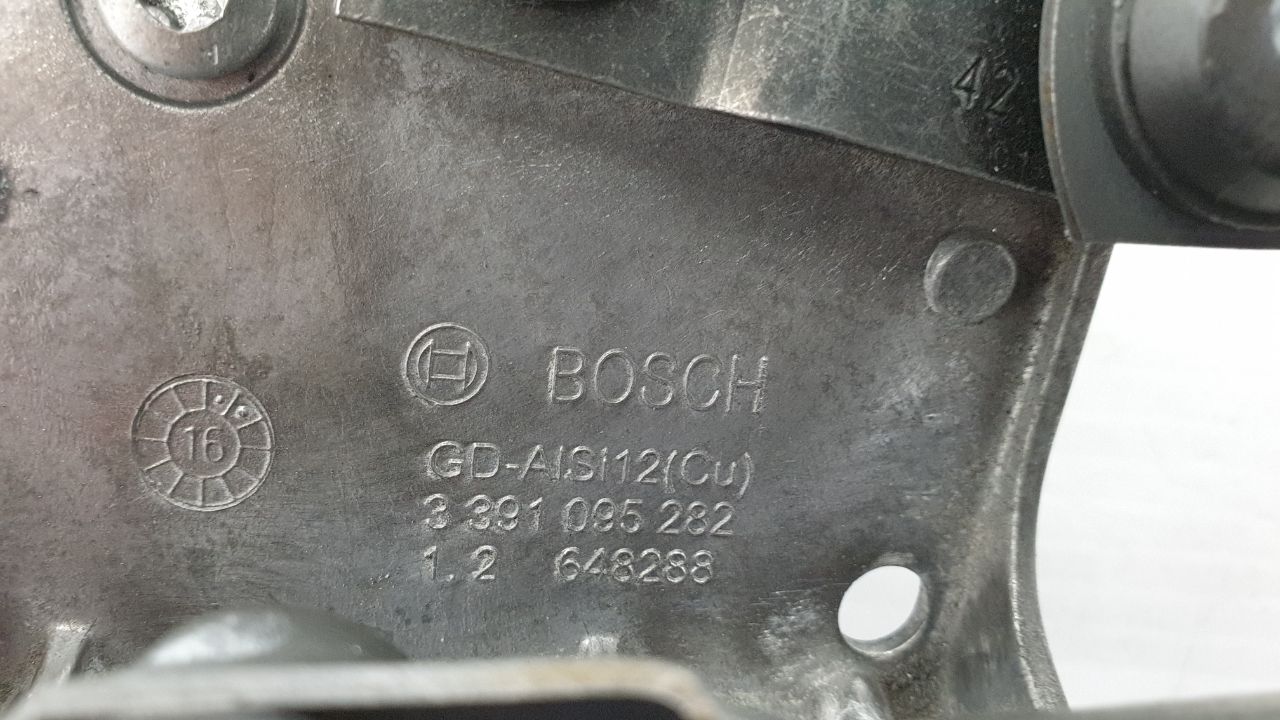 42
BOSCH
16
GD-AlSi12(Cu)
3 391 095 282
1.2 648288